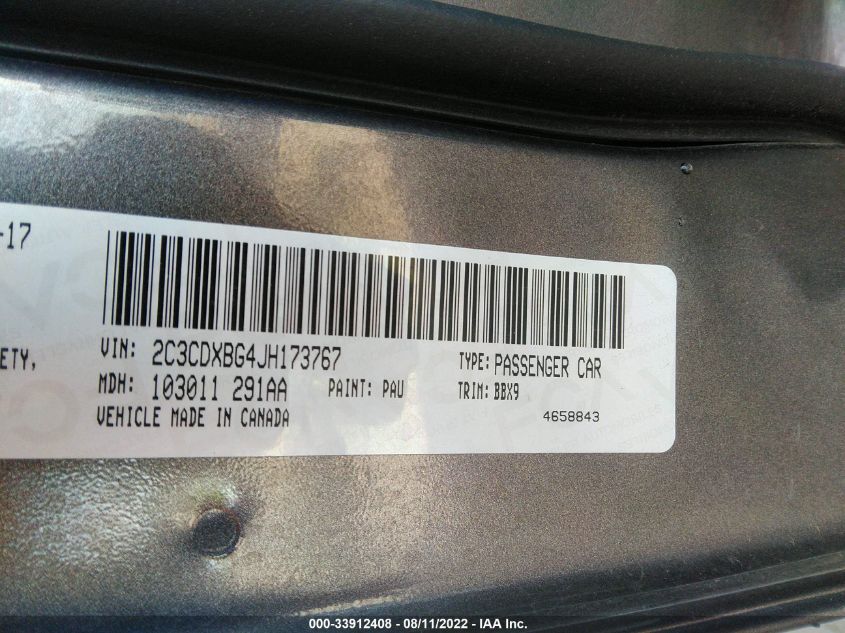 -17
ETY,
VIN: 2C3CDXBG4JH173767 TYPE: PASSENGER CAR
MDH: 103011 291AA PAINT: PAU TRIM: BBX9
VEHICLE MADE IN CANADA 4658843
000-33912408 - 08/11/2022 - IAA Inc.